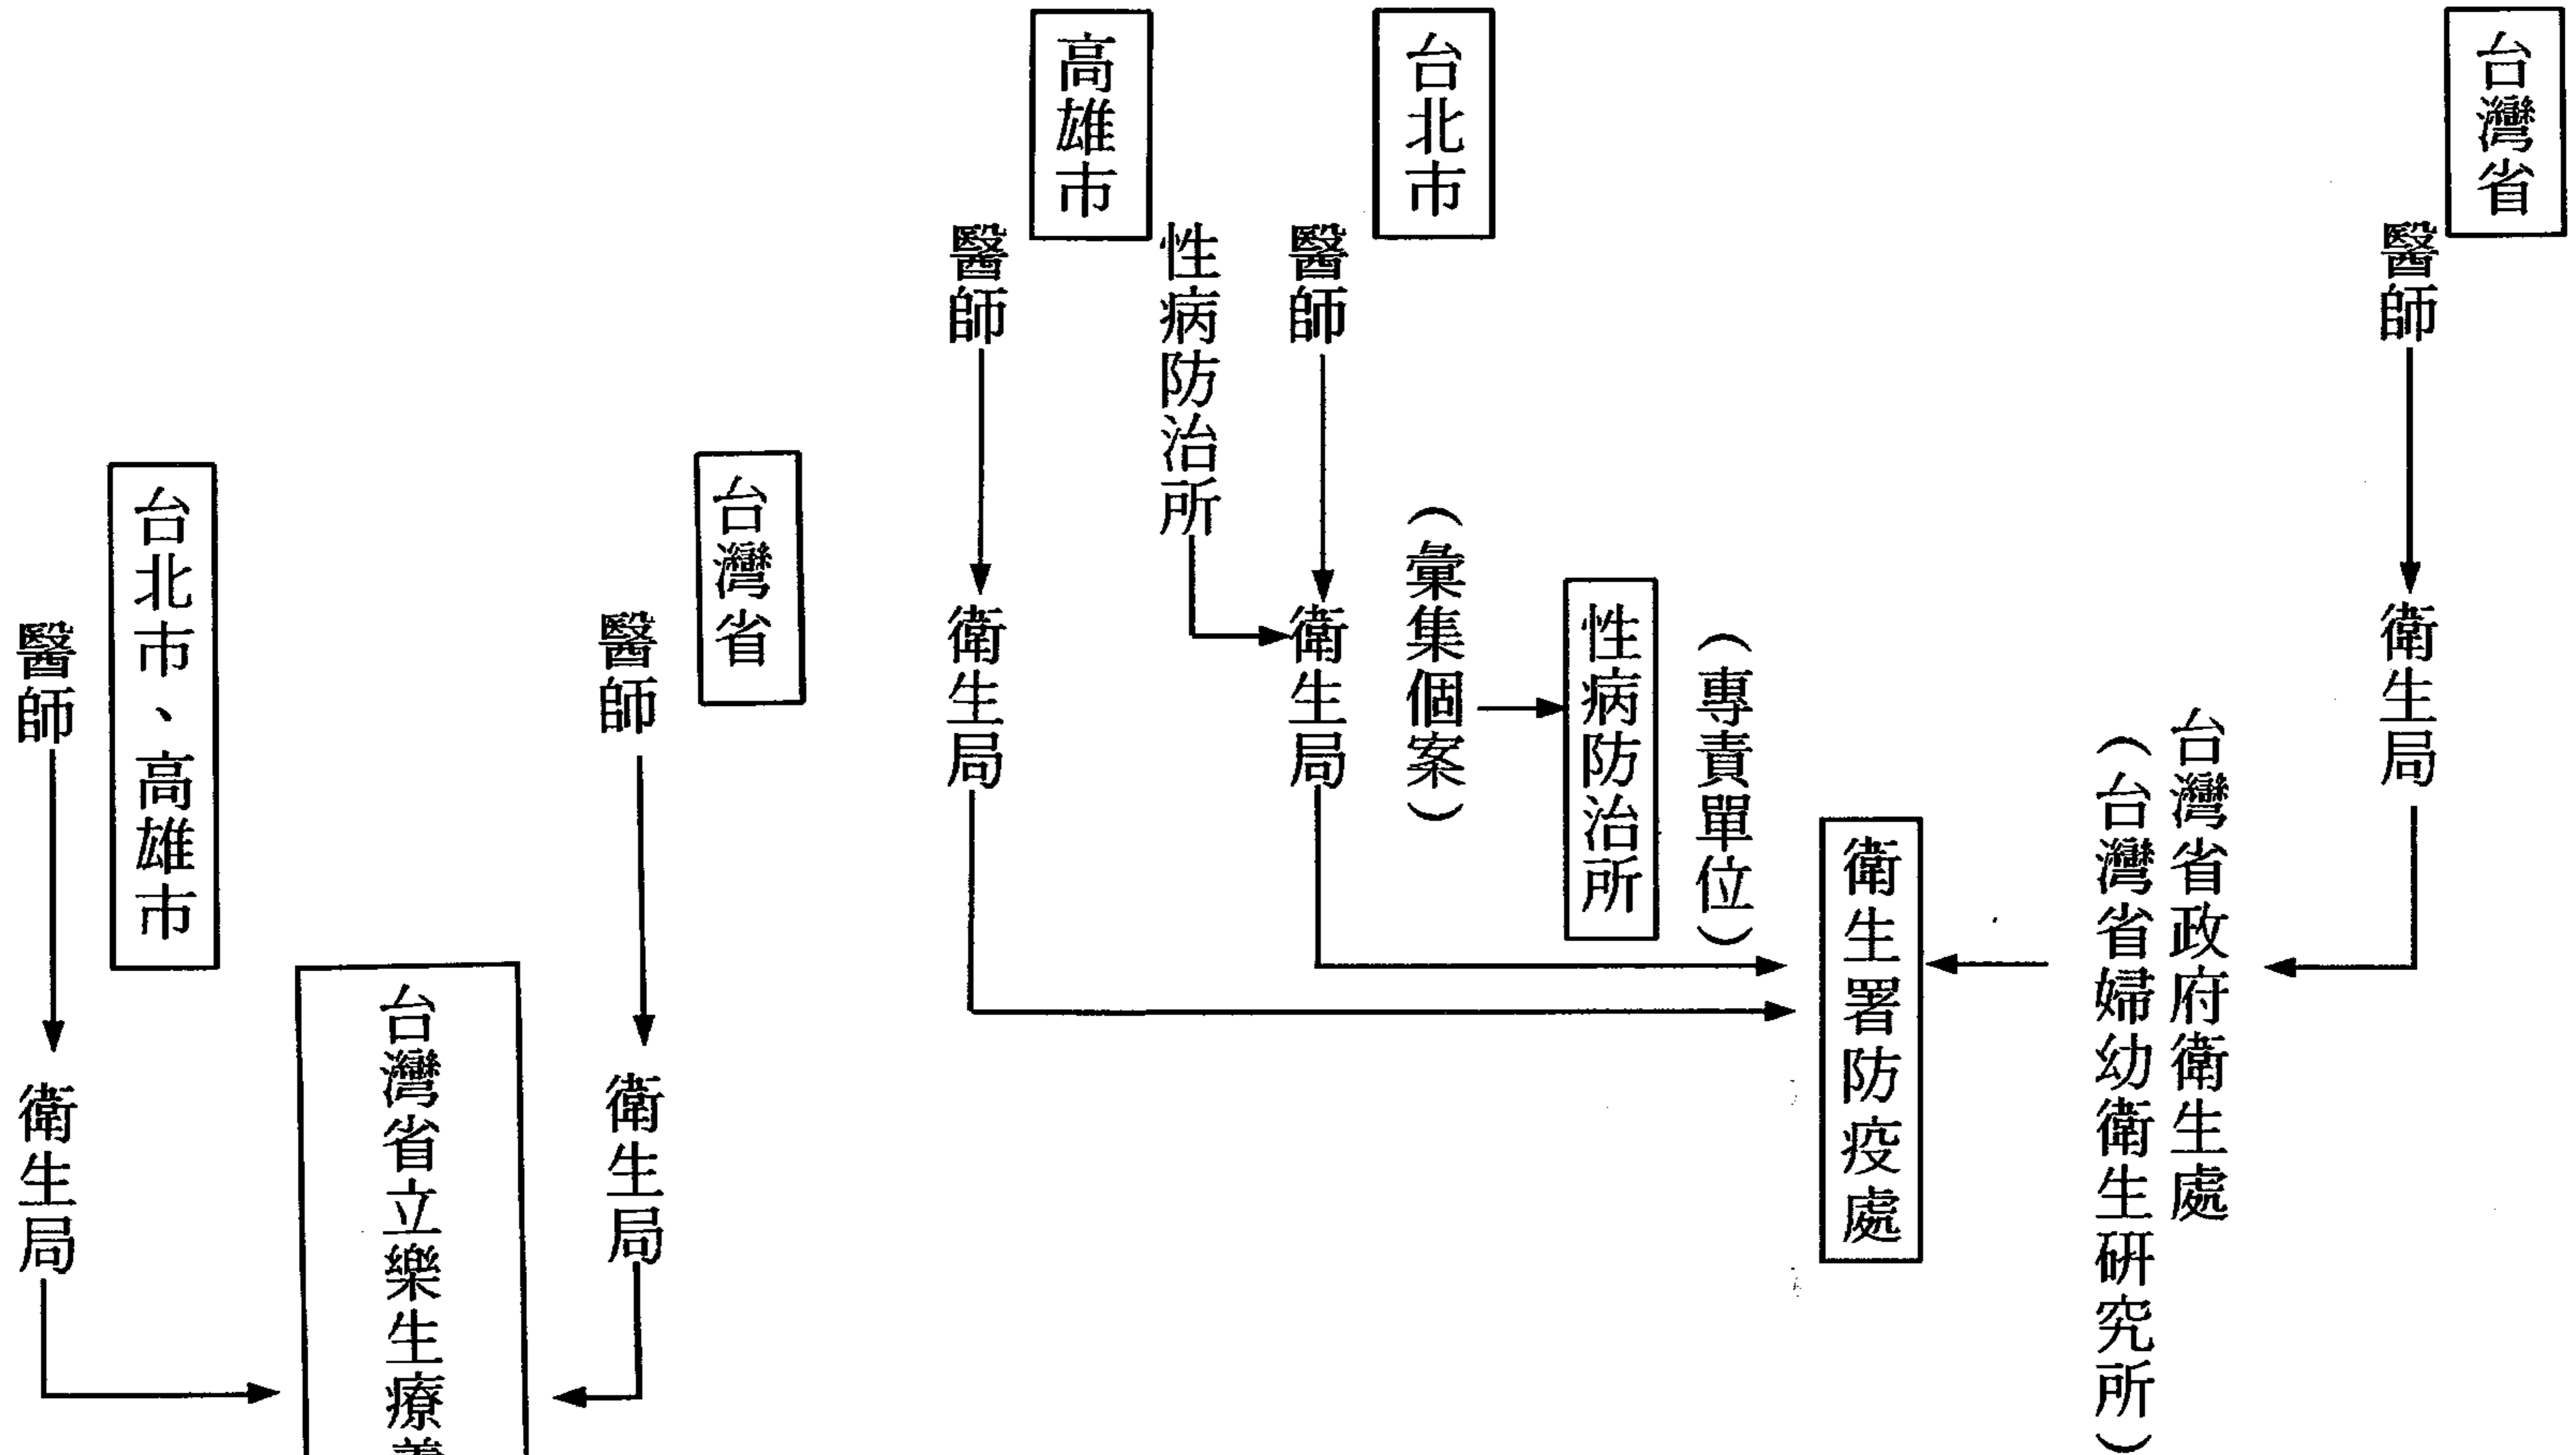 台灣省
醫師
衛生局
台灣省政府衛生處
（台灣省婦幼衛生研究所）
衛生署防疫處
（專責單位）
性病防治所
（彙集個案）
台北市
醫師
衛生局
性病防治所
高雄市
醫師
衛生局
台灣省
醫師
衛生局
台灣省立樂生療
台北市、高雄市
醫師
衛生局